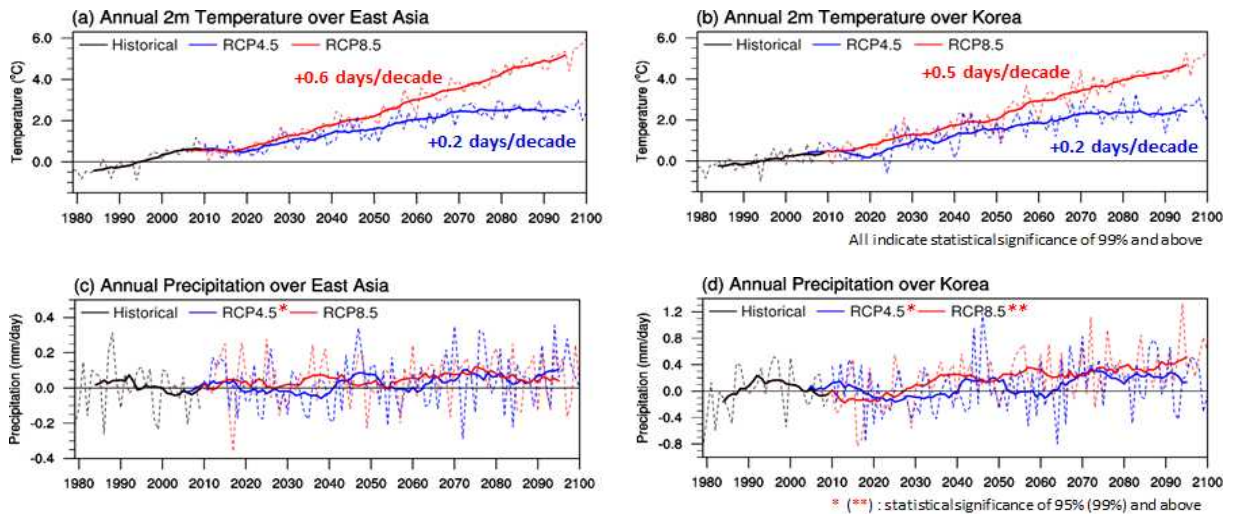 (a) Annual 2m Temperature over East Asia
Historical RCP4.5 RCP8.5
+0.6 days/decade
+0.2 days/decade
Temperature (°C)
6.0
4.0
2.0
0.0
1980 1990 2000 2010 2020 2030 2040 2050 2060 2070 2080 2090 2100
(b) Annual 2m Temperature over Korea
Historical RCP4.5 RCP8.5
+0.5 days/decade
+0.2 days/decade
Temperature (°C)
6.0
4.0
2.0
0.0
1980 1990 2000 2010 2020 2030 2040 2050 2060 2070 2080 2090 2100
All indicate statistical significance of 99% and above
(c) Annual Precipitation over East Asia
Historical RCP4.5* RCP8.5
Precipitation (mm/day)
0.4
0.2
0.0
-0.2
-0.4
1980 1990 2000 2010 2020 2030 2040 2050 2060 2070 2080 2090 2100
(d) Annual Precipitation over Korea
Historical RCP4.5* RCP8.5**
Precipitation (mm/day)
1.2
0.8
0.4
0.0
-0.4
-0.8
1980 1990 2000 2010 2020 2030 2040 2050 2060 2070 2080 2090 2100
* (**) : statistical significance of 95% (99%) and above